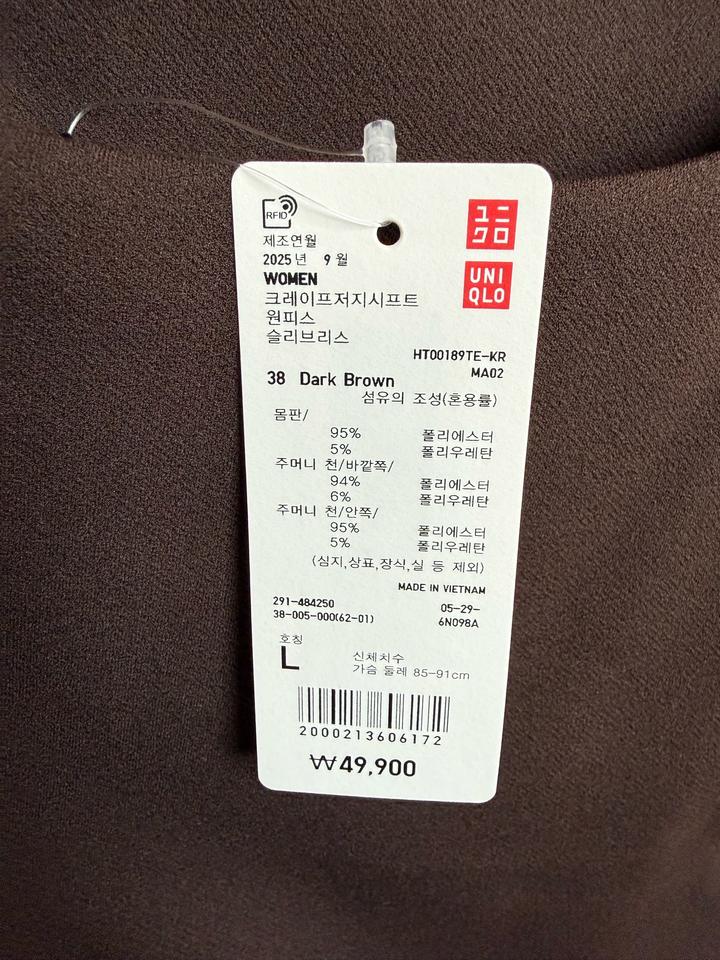 RFID
ユニ
クロ
UNI
QLO
제조연월
2025년 9월
WOMEN
크레이프저지시프트
원피스
슬리브리스
HT00189TE-KR
MA02
38 Dark Brown
섬유의 조성(혼용률)
몸판/
95% 폴리에스터
5% 폴리우레탄
주머니 천/바깥쪽/
94% 폴리에스터
6% 폴리우레탄
주머니 천/안쪽/
95% 폴리에스터
5% 폴리우레탄
(심지,상표,장식,실 등 제외)
MADE IN VIETNAM
291-484250 05-29-
38-005-000(62-01) 6N098A
호칭
L 신체치수
가슴 둘레 85-91cm
2000213606172
₩49,900